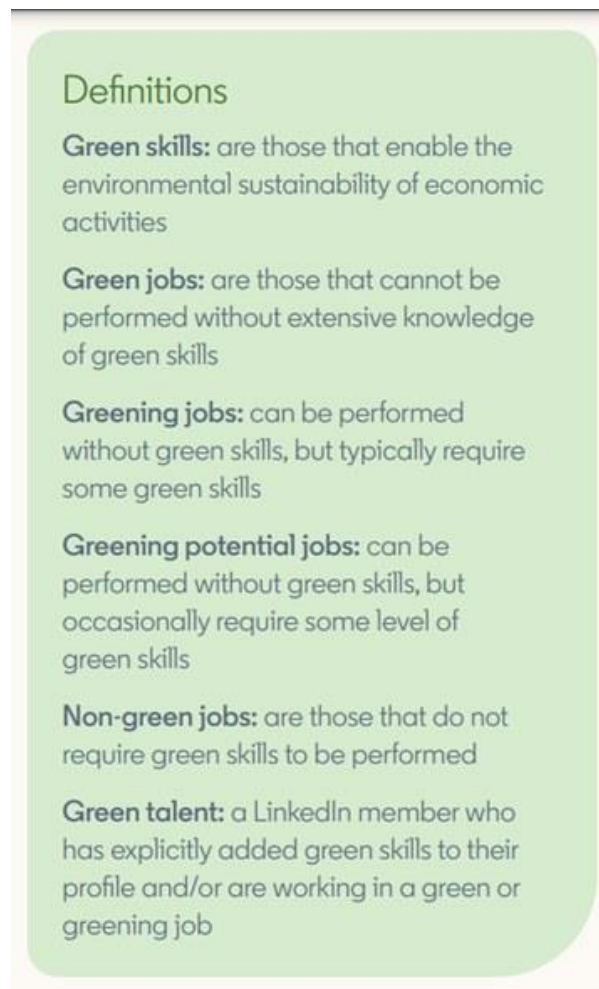 Definitions
Green skills: are those that enable the
environmental sustainability of economic
activities
Green jobs: are those that cannot be
performed without extensive knowledge
of green skills
Greening jobs: can be performed
without green skills, but typically require
some green skills
Greening potential jobs: can be
performed without green skills, but
occasionally require some level of
green skills
Non-green jobs: are those that do not
require green skills to be performed
Green talent: a LinkedIn member who
has explicitly added green skills to their
profile and/or are working in a green or
greening job